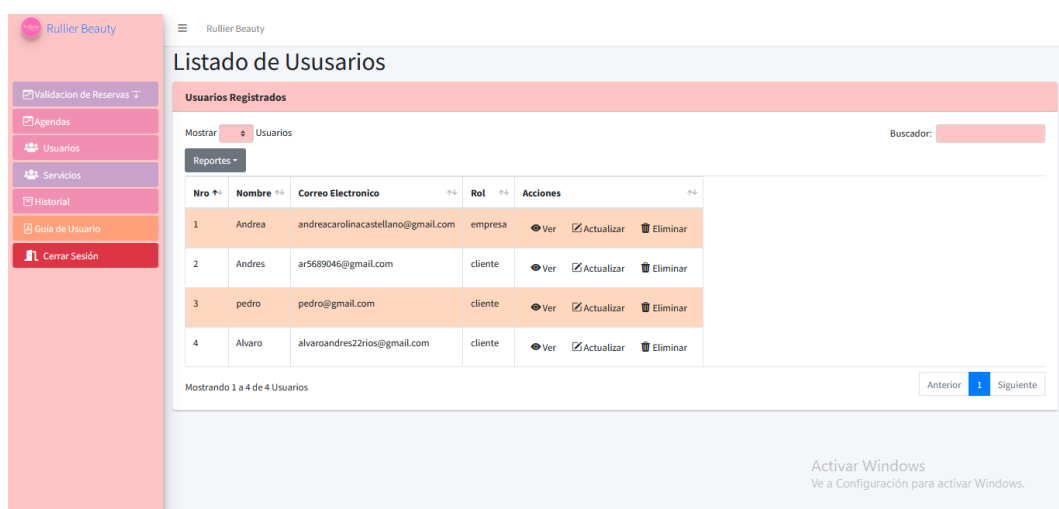 Rullier Beauty
Rullier Beauty
Listado de Ususarios
Validacion de Reservas
Agendas
Usuarios
Servicios
Historial
Guía de Usuario
Cerrar Sesión
Usuarios Registrados
Mostrar Usuarios
Buscador:
Reportes
Nro Nombre Correo Electronico Rol Acciones
1 Andrea andreacarolinacastellano@gmail.com empresa Ver Actualizar Eliminar
2 Andres ar5689046@gmail.com cliente Ver Actualizar Eliminar
3 pedro pedro@gmail.com cliente Ver Actualizar Eliminar
4 Alvaro alvaroandres22rios@gmail.com cliente Ver Actualizar Eliminar
Mostrando 1 a 4 de 4 Usuarios
Anterior 1 Siguiente
Activar Windows
Ve a Configuración para activar Windows.